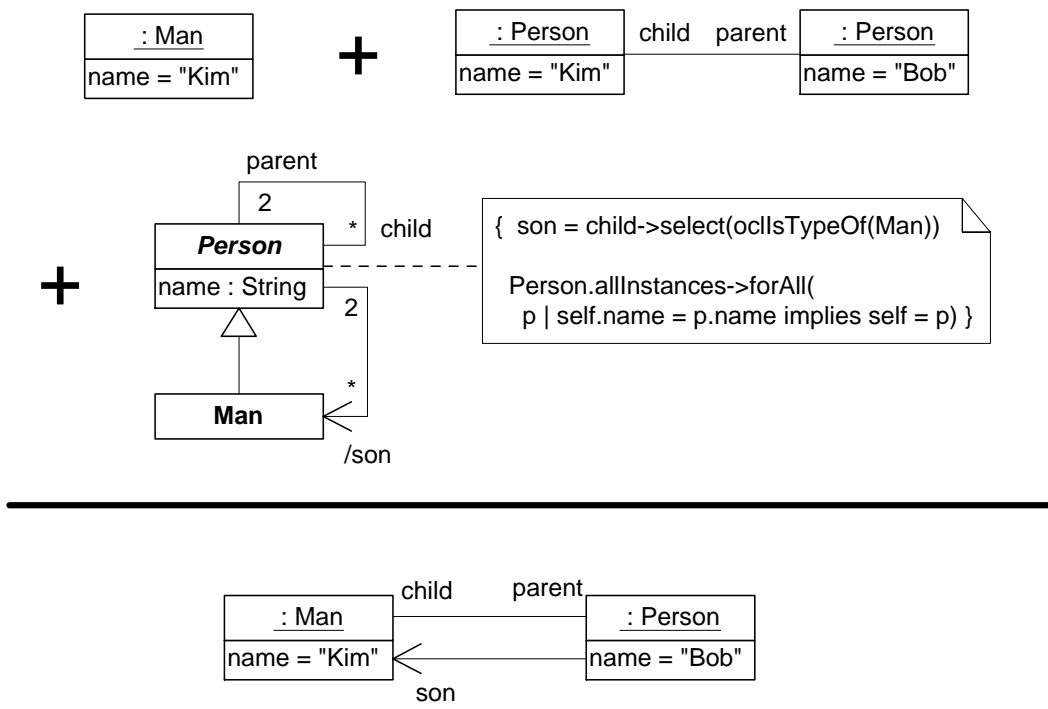 : Man
name = "Kim"
+
: Person
name = "Kim"
child parent
: Person
name = "Bob"
parent
2
* child
+
Person
name : String
2
*
Man
/son
{ son = child->select(oclIsTypeOf(Man))
Person.allInstances->forAll(
p | self.name = p.name implies self = p) }
child parent
: Man
name = "Kim"
: Person
name = "Bob"
son